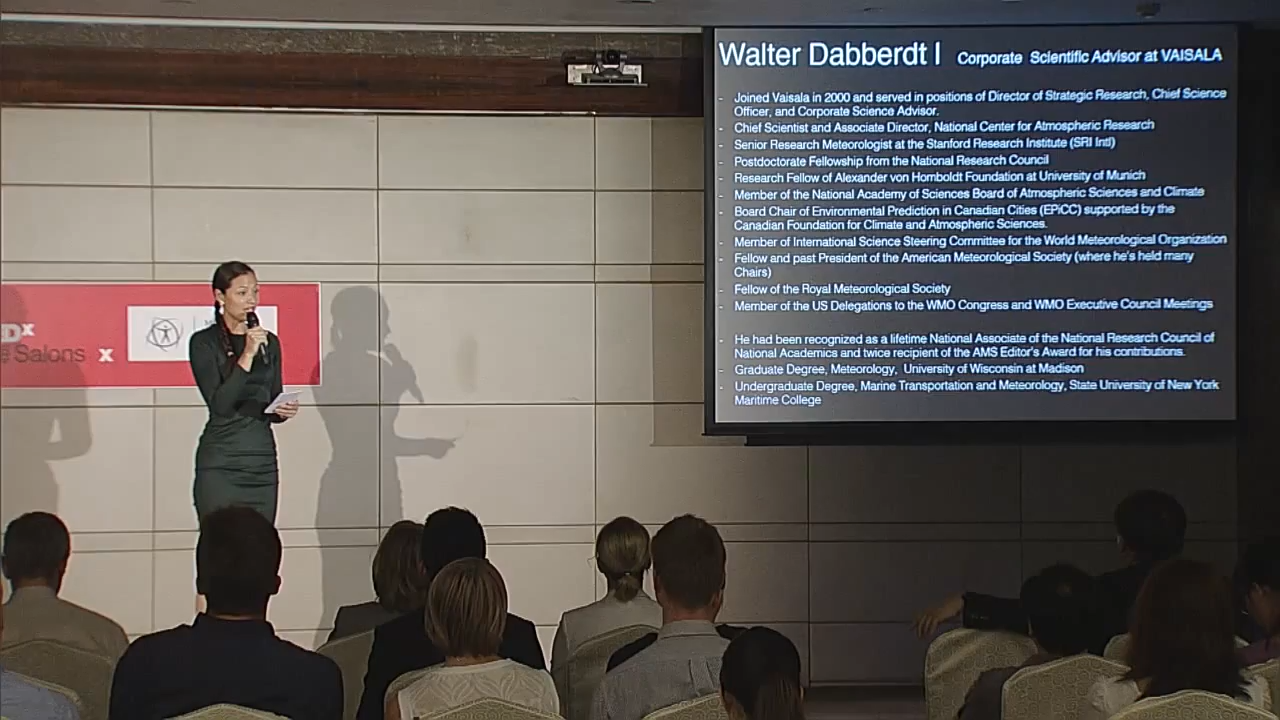 Walter Dabberdt I Corporate Scientific Advisor at VAISALA
- Joined Vaisala in 2000 and served in positions of Director of Strategic Research, Chief Science
Officer, and Corporate Science Advisor.
- Chief Scientist and Associate Director, National Center for Atmospheric Research
- Senior Research Meteorologist at the Stanford Research Institute (SRI Intl)
- Postdoctorate Fellowship from the National Research Council
- Research Fellow of Alexander von Homboldt Foundation at University of Munich
- Member of the National Academy of Sciences Board of Atmospheric Sciences and Climate
- Board Chair of Environmental Prediction in Canadian Cities (EPiCC) supported by the
Canadian Foundation for Climate and Atmospheric Sciences.
- Member of International Science Steering Committee for the World Meteorological Organization
- Fellow and past President of the American Meteorological Society (where he's held many
Chairs)
- Fellow of the Royal Meteorological Society
- Member of the US Delegations to the WMO Congress and WMO Executive Council Meetings
- He had been recognized as a lifetime National Associate of the National Research Council of
National Academics and twice recipient of the AMS Editor's Award for his contributions.
- Graduate Degree, Meteorology, University of Wisconsin at Madison
- Undergraduate Degree, Marine Transportation and Meteorology, State University of New York
Maritime College
Dx
e Salons x